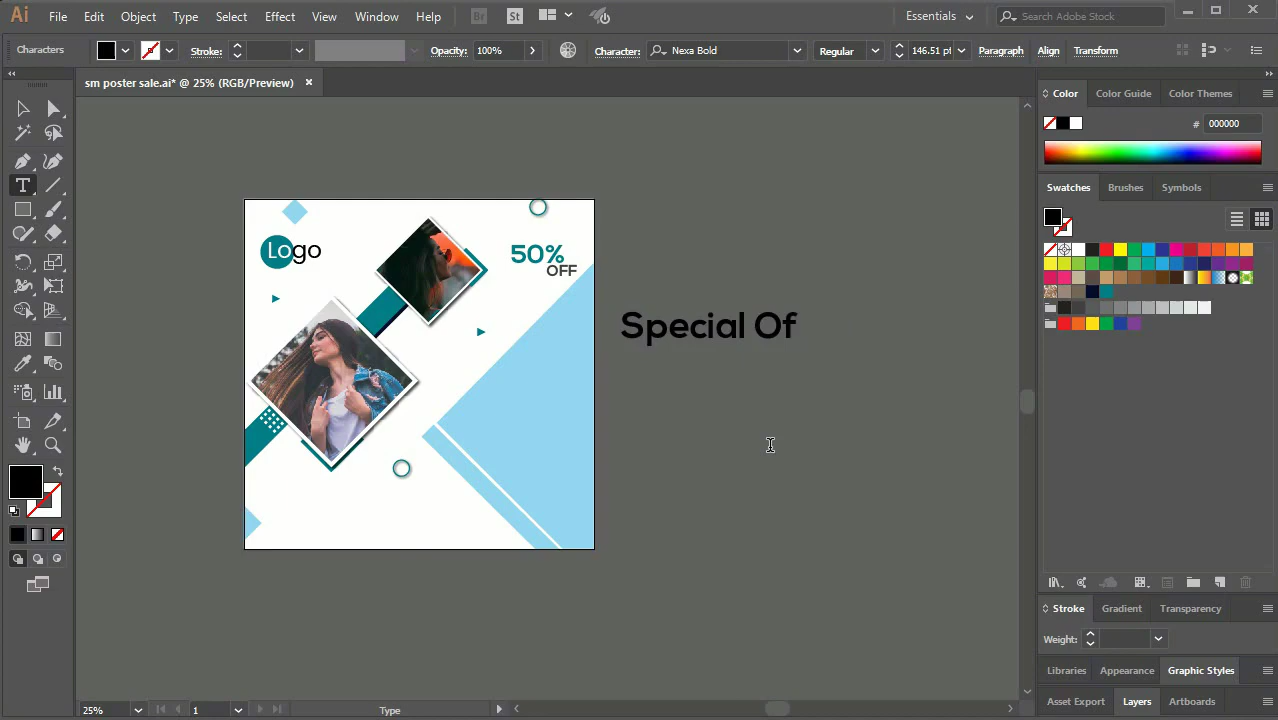 Ai File Edit Object Type Select Effect View Window Help Br St Essentials Search Adobe Stock
Characters Stroke: Opacity: 100% Character: Nexa Bold Regular 146.51 pt Paragraph Align Transform
sm poster sale.ai* @ 25% (RGB/Preview)
Color Color Guide Color Themes
# 000000
Swatches Brushes Symbols
Logo
50%
OFF
Special Of
Stroke Gradient Transparency
Weight:
Libraries Appearance Graphic Styles
Asset Export Layers Artboards
25% 1 Type